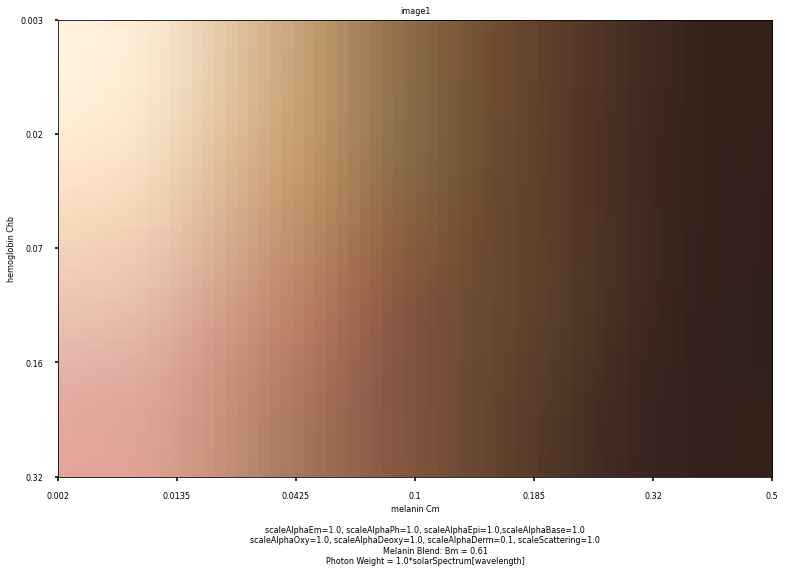 image1
0.003
0.02
0.07
0.16
0.32
hemoglobin Chb
0.002 0.0135 0.0425 0.1 0.185 0.32 0.5
melanin Cm
scaleAlphaEm=1.0, scaleAlphaPh=1.0, scaleAlphaEpi=1.0,scaleAlphaBase=1.0
scaleAlphaOxy=1.0, scaleAlphaDeoxy=1.0, scaleAlphaDerm=0.1, scaleScattering=1.0
Melanin Blend: Bm = 0.61
Photon Weight = 1.0*solarSpectrum[wavelength]